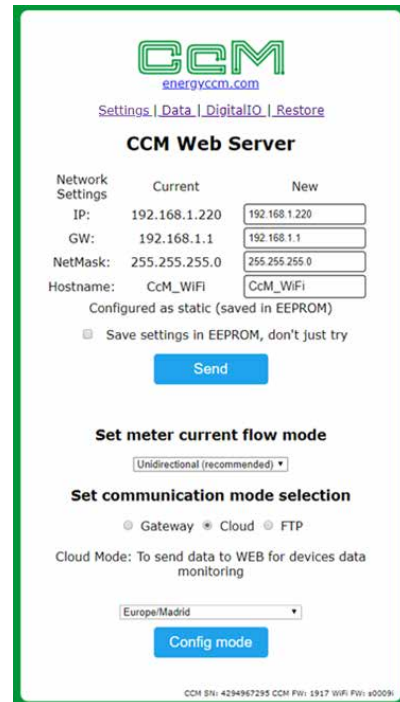 CcM
energyccm.com
Settings | Data | DigitalIO | Restore
CCM Web Server
Network Settings Current New
IP: 192.168.1.220 192.168.1.220
GW: 192.168.1.1 192.168.1.1
NetMask: 255.255.255.0 255.255.255.0
Hostname: CcM_WiFi CcM_WiFi
Configured as static (saved in EEPROM)
Save settings in EEPROM, don't just try
Send
Set meter current flow mode
Unidirectional (recommended)
Set communication mode selection
Gateway Cloud FTP
Cloud Mode: To send data to WEB for devices data
monitoring
Europe/Madrid
Config mode
CCM SN: 4294967295 CCM FW: 1917 WiFi FW: